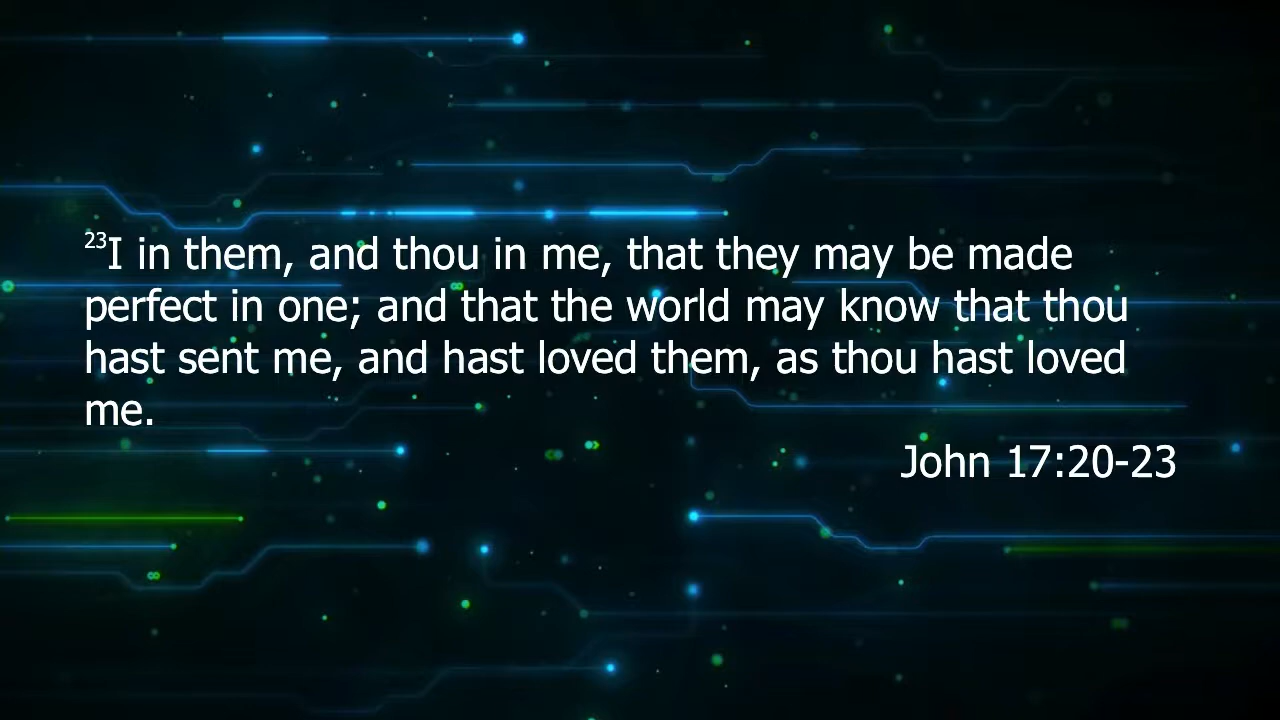 23I in them, and thou in me, that they may be made
perfect in one; and that the world may know that thou
hast sent me, and hast loved them, as thou hast loved
me.
John 17:20-23